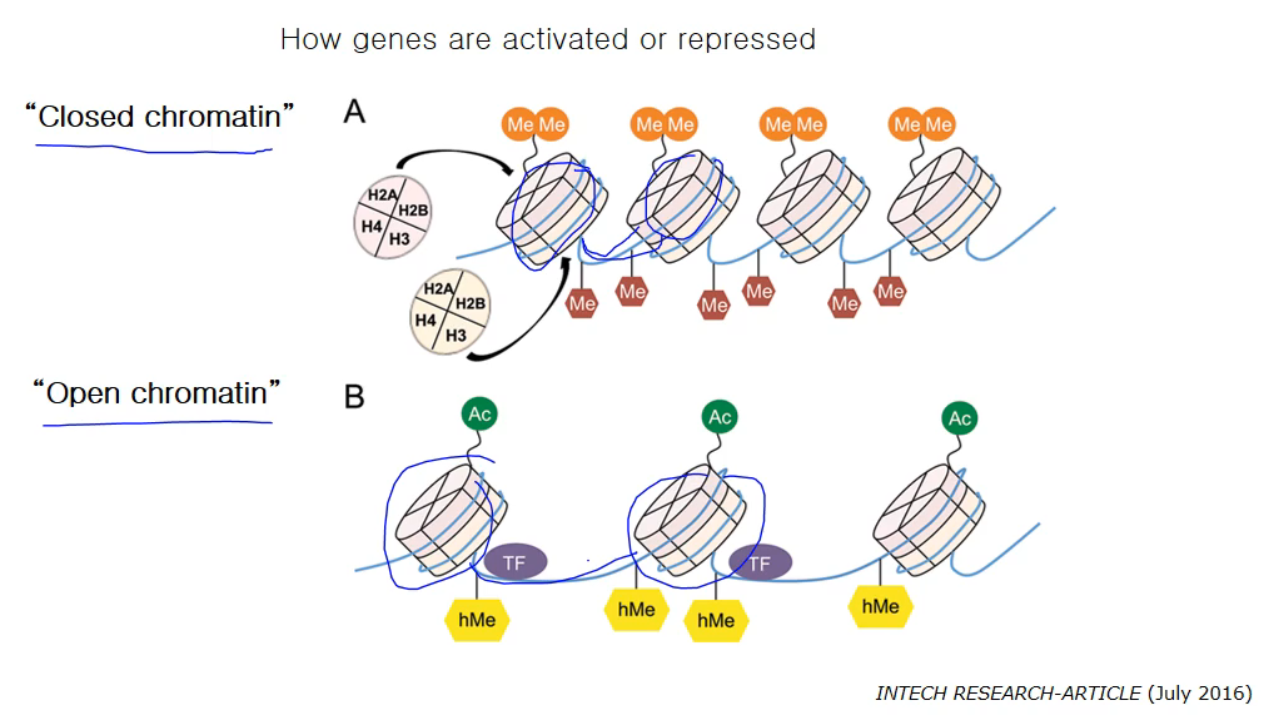 How genes are activated or repressed
“Closed chromatin”
A
Me Me Me Me Me Me Me Me
H2A
H2B
H4
H3
H2A
H2B
H4
H3
Me Me Me Me Me Me
“Open chromatin”
B
Ac Ac Ac
TF TF
hMe hMe hMe hMe
INTECH RESEARCH-ARTICLE (July 2016)